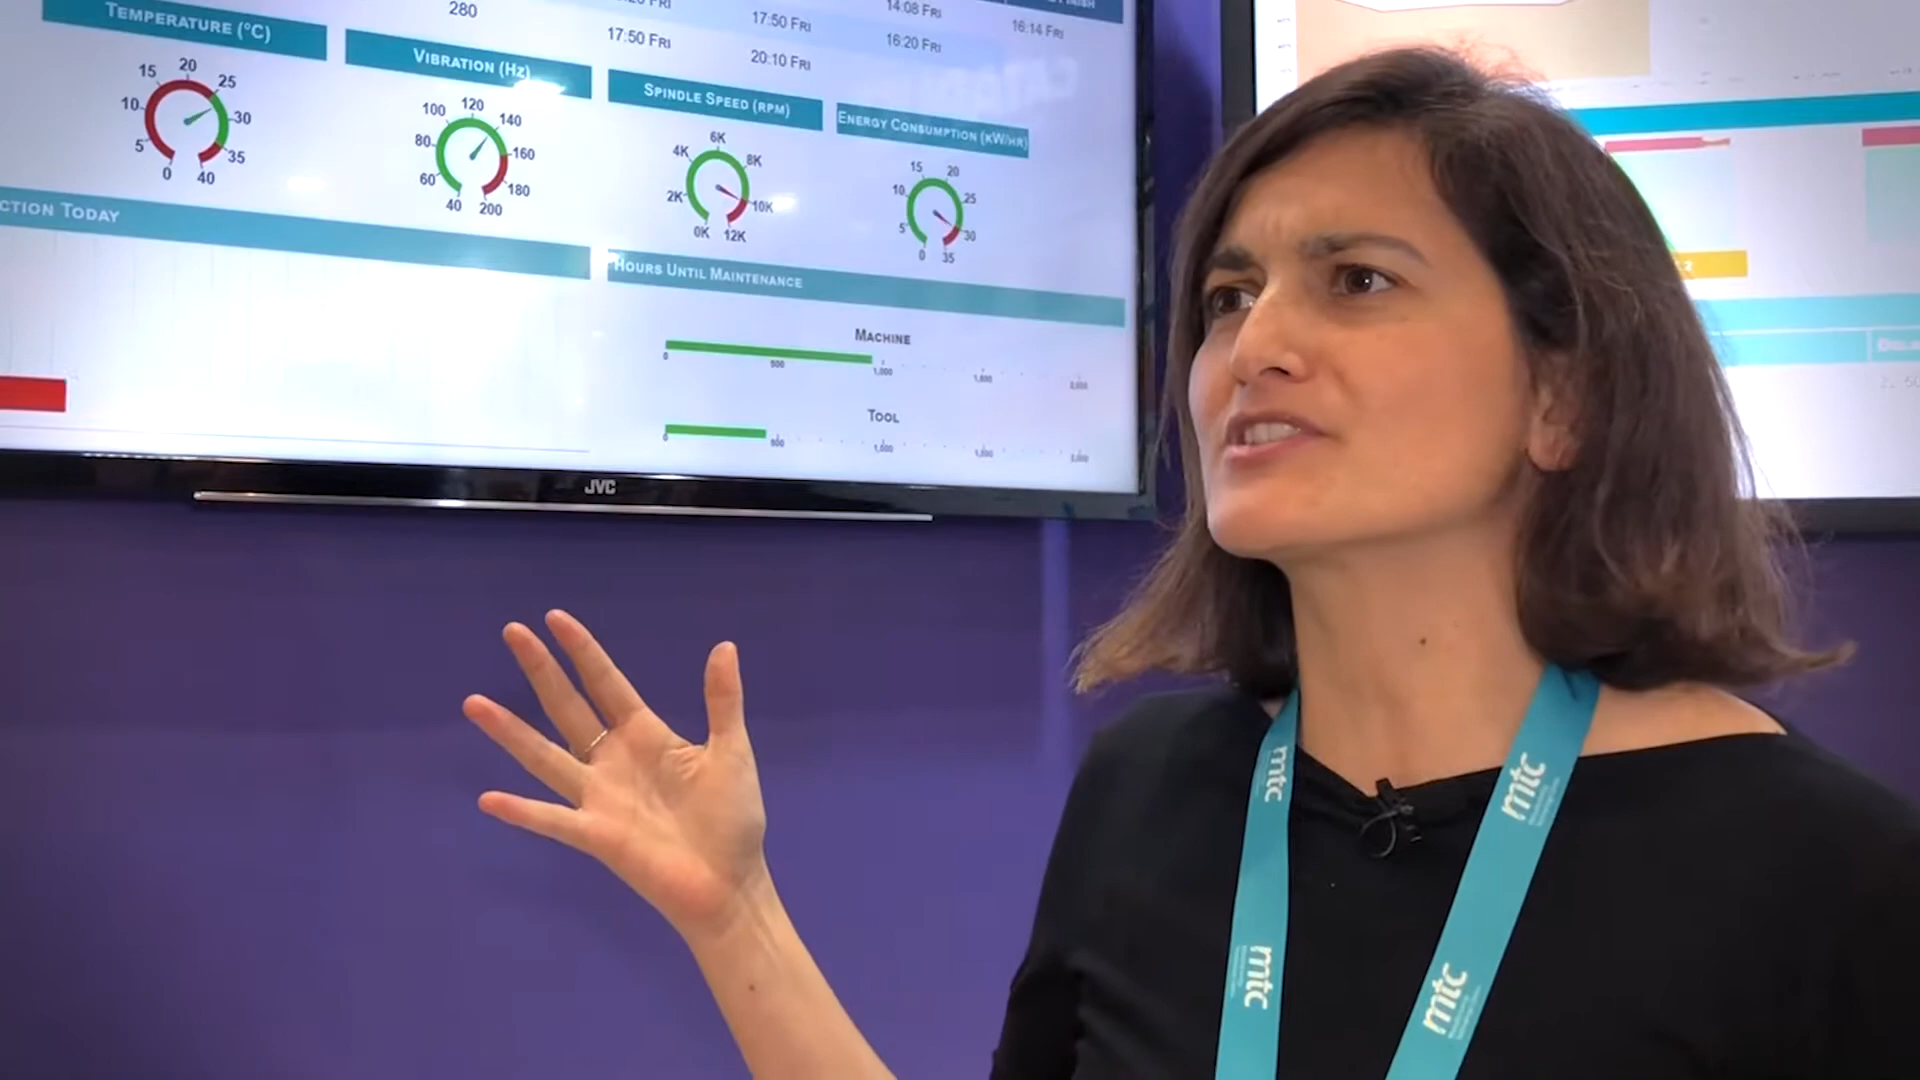 280
17:50 Fri
14:08 Fri
16:14 Fri
17:50 Fri
20:10 Fri
16:20 Fri
Temperature (°C)
0 5 10 15 20 25 30 35 40
Vibration (Hz)
40 60 80 100 120 140 160 180 200
Spindle Speed (rpm)
0K 2K 4K 6K 8K 10K 12K
Energy Consumption (kW/hr)
0 5 10 15 20 25 30 35
ction Today
Hours Until Maintenance
Machine
0 500 1,000
Tool
0 500
JVC
mtc
mtc
mtc
mtc